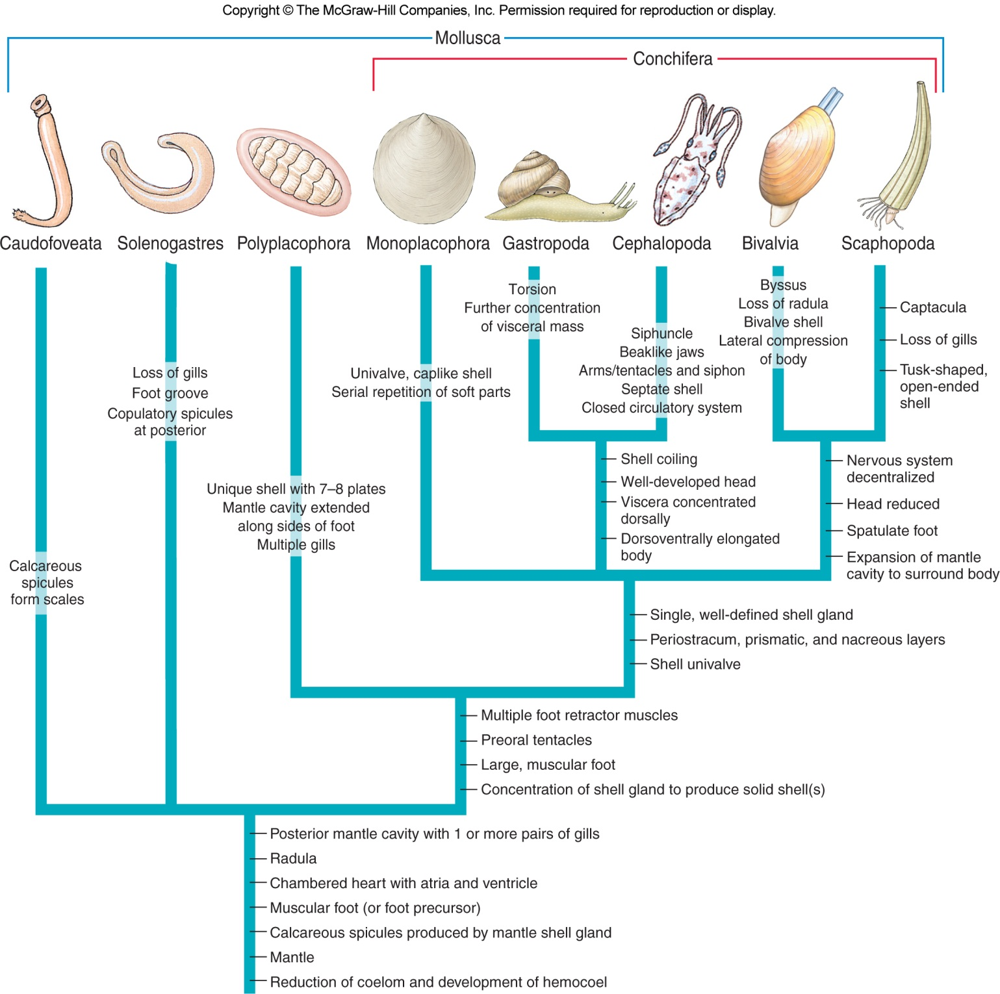 Copyright © The McGraw-Hill Companies, Inc. Permission required for reproduction or display.
Mollusca
Conchifera
Caudofoveata
Solenogastres
Polyplacophora
Monoplacophora
Gastropoda
Cephalopoda
Bivalvia
Scaphopoda
Calcareous
spicules
form scales
Loss of gills
Foot groove
Copulatory spicules
at posterior
Unique shell with 7–8 plates
Mantle cavity extended
along sides of foot
Multiple gills
Univalve, caplike shell
Serial repetition of soft parts
Torsion
Further concentration
of visceral mass
Siphuncle
Beaklike jaws
Arms/tentacles and siphon
Septate shell
Closed circulatory system
Byssus
Loss of radula
Bivalve shell
Lateral compression
of body
Captacula
Loss of gills
Tusk-shaped,
open-ended
shell
Shell coiling
Well-developed head
Viscera concentrated
dorsally
Dorsoventrally elongated
body
Nervous system
decentralized
Head reduced
Spatulate foot
Expansion of mantle
cavity to surround body
Single, well-defined shell gland
Periostracum, prismatic, and nacreous layers
Shell univalve
Multiple foot retractor muscles
Preoral tentacles
Large, muscular foot
Concentration of shell gland to produce solid shell(s)
Posterior mantle cavity with 1 or more pairs of gills
Radula
Chambered heart with atria and ventricle
Muscular foot (or foot precursor)
Calcareous spicules produced by mantle shell gland
Mantle
Reduction of coelom and development of hemocoel